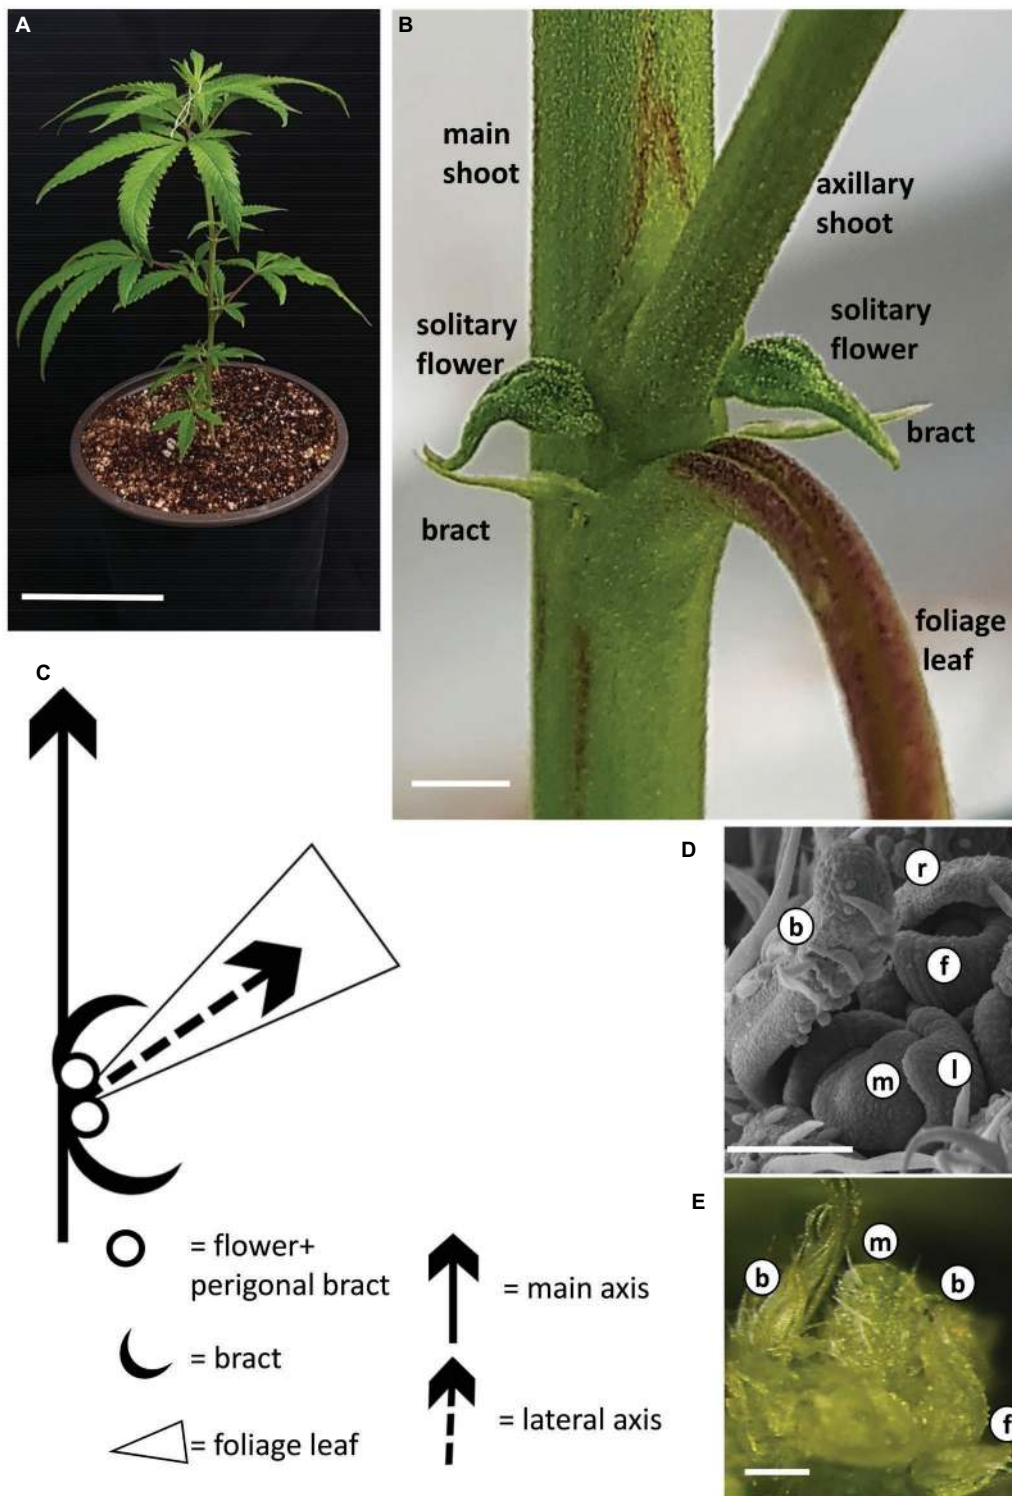 A
B
main
shoot
axillary
shoot
solitary
flower
solitary
flower
bract
bract
foliage
leaf
C
= flower+
perigonal bract
= bract
= foliage leaf
= main axis
= lateral axis
D
r
b
f
m
l
E
m
b
b
f